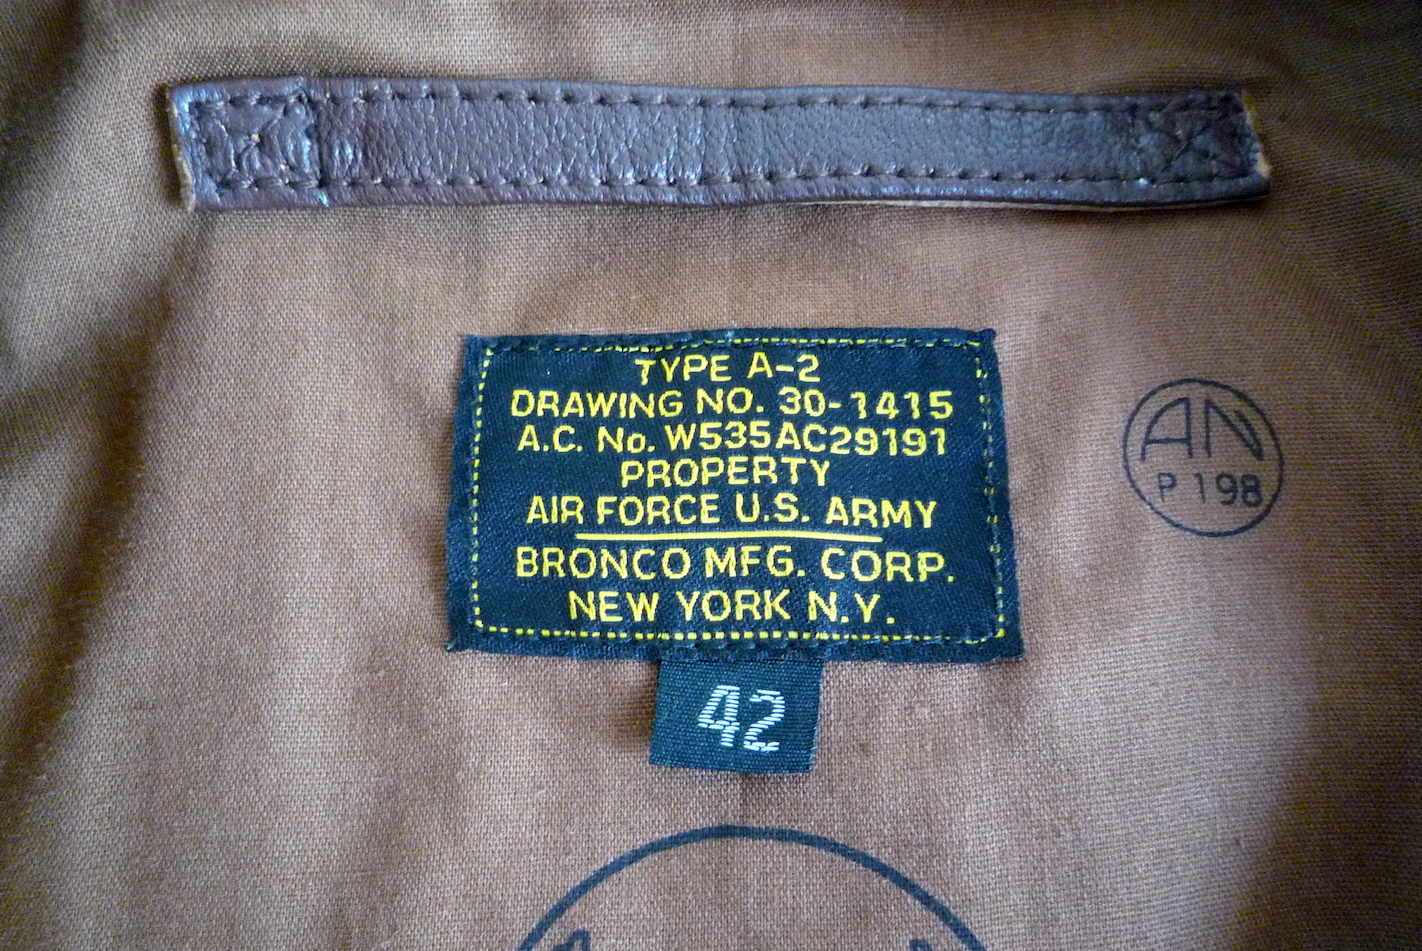 TYPE A-2
DRAWING NO. 30-1415
A.C. No. W535AC29191
PROPERTY
AIR FORCE U.S. ARMY
BRONCO MFG. CORP.
NEW YORK N.Y.
42
AN
P 198